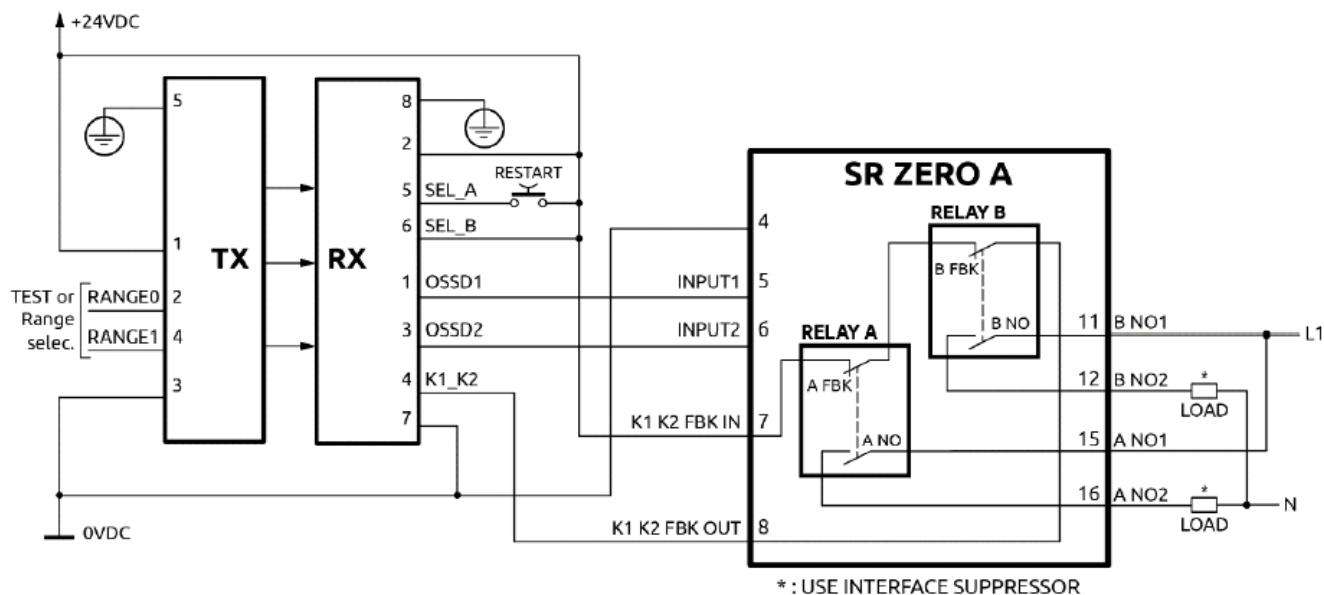 +24VDC
5
8
2
RESTART
5 SEL_A
6 SEL_B
1
TX
RX
TEST or
Range
selec.
RANGE0 2
RANGE1 4
3
1 OSSD1
3 OSSD2
4 K1_K2
7
0VDC
SR ZERO A
RELAY B
4
B FBK
INPUT1 5
B NO
11 B NO1
L1
INPUT2 6
RELAY A
A FBK
12 B NO2
*
LOAD
K1 K2 FBK IN 7
A NO
15 A NO1
16 A NO2
*
LOAD
N
K1 K2 FBK OUT 8
* : USE INTERFACE SUPPRESSOR